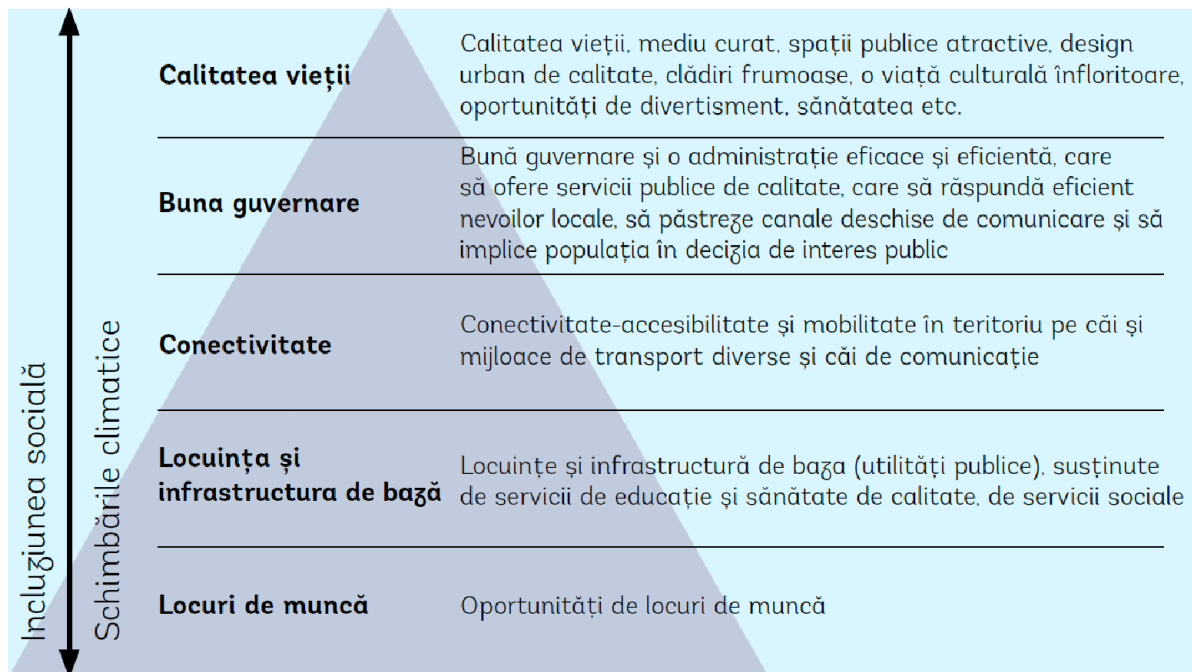 Calitatea vieții
Calitatea vieții, mediu curat, spații publice atractive, design
urban de calitate, clădiri frumoase, o viață culturală înfloritoare,
oportunități de divertisment, sănătatea etc.
Buna guvernare
Bună guvernare și o administrație eficace și eficientă, care
să ofere servicii publice de calitate, care să răspundă eficient
nevoilor locale, să păstreze canale deschise de comunicare și să
implice populația în decizia de interes public
Conectivitate
Conectivitate-accesibilitate și mobilitate în teritoriu pe căi și
mijloace de transport diverse și căi de comunicație
Locuința și
infrastructura de bază
Locuințe și infrastructură de baza (utilități publice), susținute
de servicii de educație și sănătate de calitate, de servicii sociale
Locuri de muncă
Oportunități de locuri de muncă
Incluziunea socială
Schimbările climatice